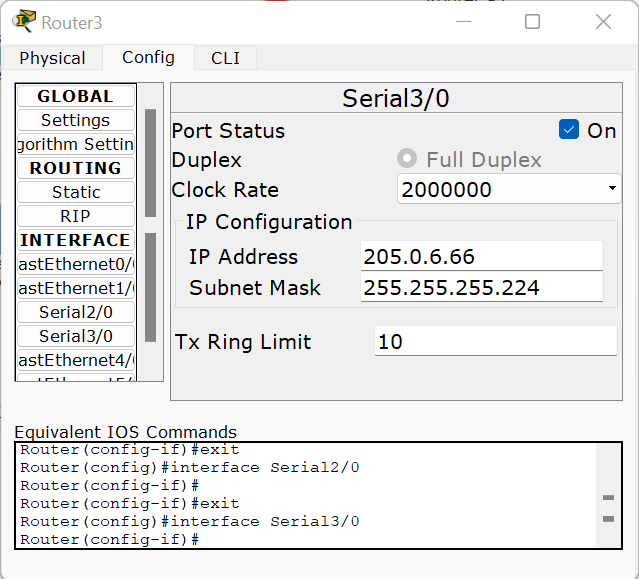 Router3
Physical Config CLI
GLOBAL
Settings
gorithm Settin
ROUTING
Static
RIP
INTERFACE
astEthernet0/0
astEthernet1/0
Serial2/0
Serial3/0
astEthernet4/0
Serial3/0
Port Status On
Duplex Full Duplex
Clock Rate 2000000
IP Configuration
IP Address 205.0.6.66
Subnet Mask 255.255.255.224
Tx Ring Limit 10
Equivalent IOS Commands
Router(config-if)#exit
Router(config)#interface Serial2/0
Router(config-if)#
Router(config-if)#exit
Router(config)#interface Serial3/0
Router(config-if)#